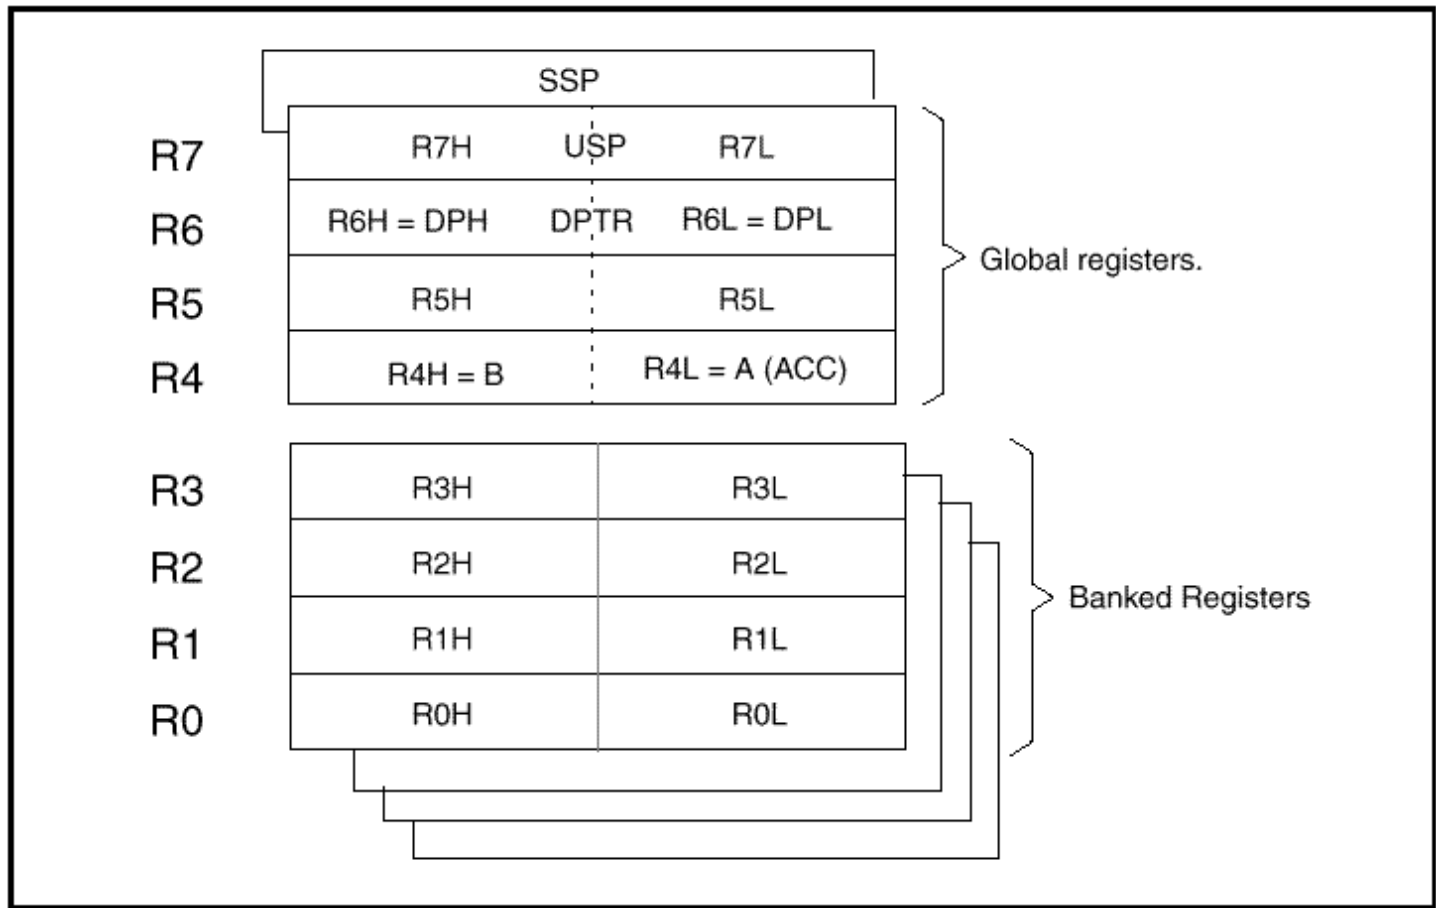 SSP
R7 R7H USP R7L
R6 R6H = DPH DPTR R6L = DPL
Global registers.
R5 R5H R5L
R4 R4H = B R4L = A (ACC)
R3 R3H R3L
R2 R2H R2L
Banked Registers
R1 R1H R1L
R0 R0H R0L